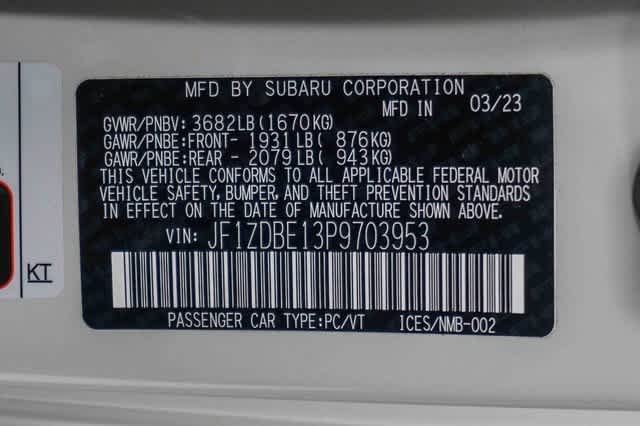 MFD BY SUBARU CORPORATION
MFD IN 03/23
GVWR/PNBV: 3682LB(1670KG)
GAWR/PNBE:FRONT- 1931LB( 876KG)
GAWR/PNBE:REAR - 2079LB( 943KG)
THIS VEHICLE CONFORMS TO ALL APPLICABLE FEDERAL MOTOR
VEHICLE SAFETY, BUMPER, AND THEFT PREVENTION STANDARDS
IN EFFECT ON THE DATE OF MANUFACTURE SHOWN ABOVE.
VIN: JF1ZDBE13P9703953
PASSENGER CAR TYPE:PC/VT ICES/NMB-002
KT